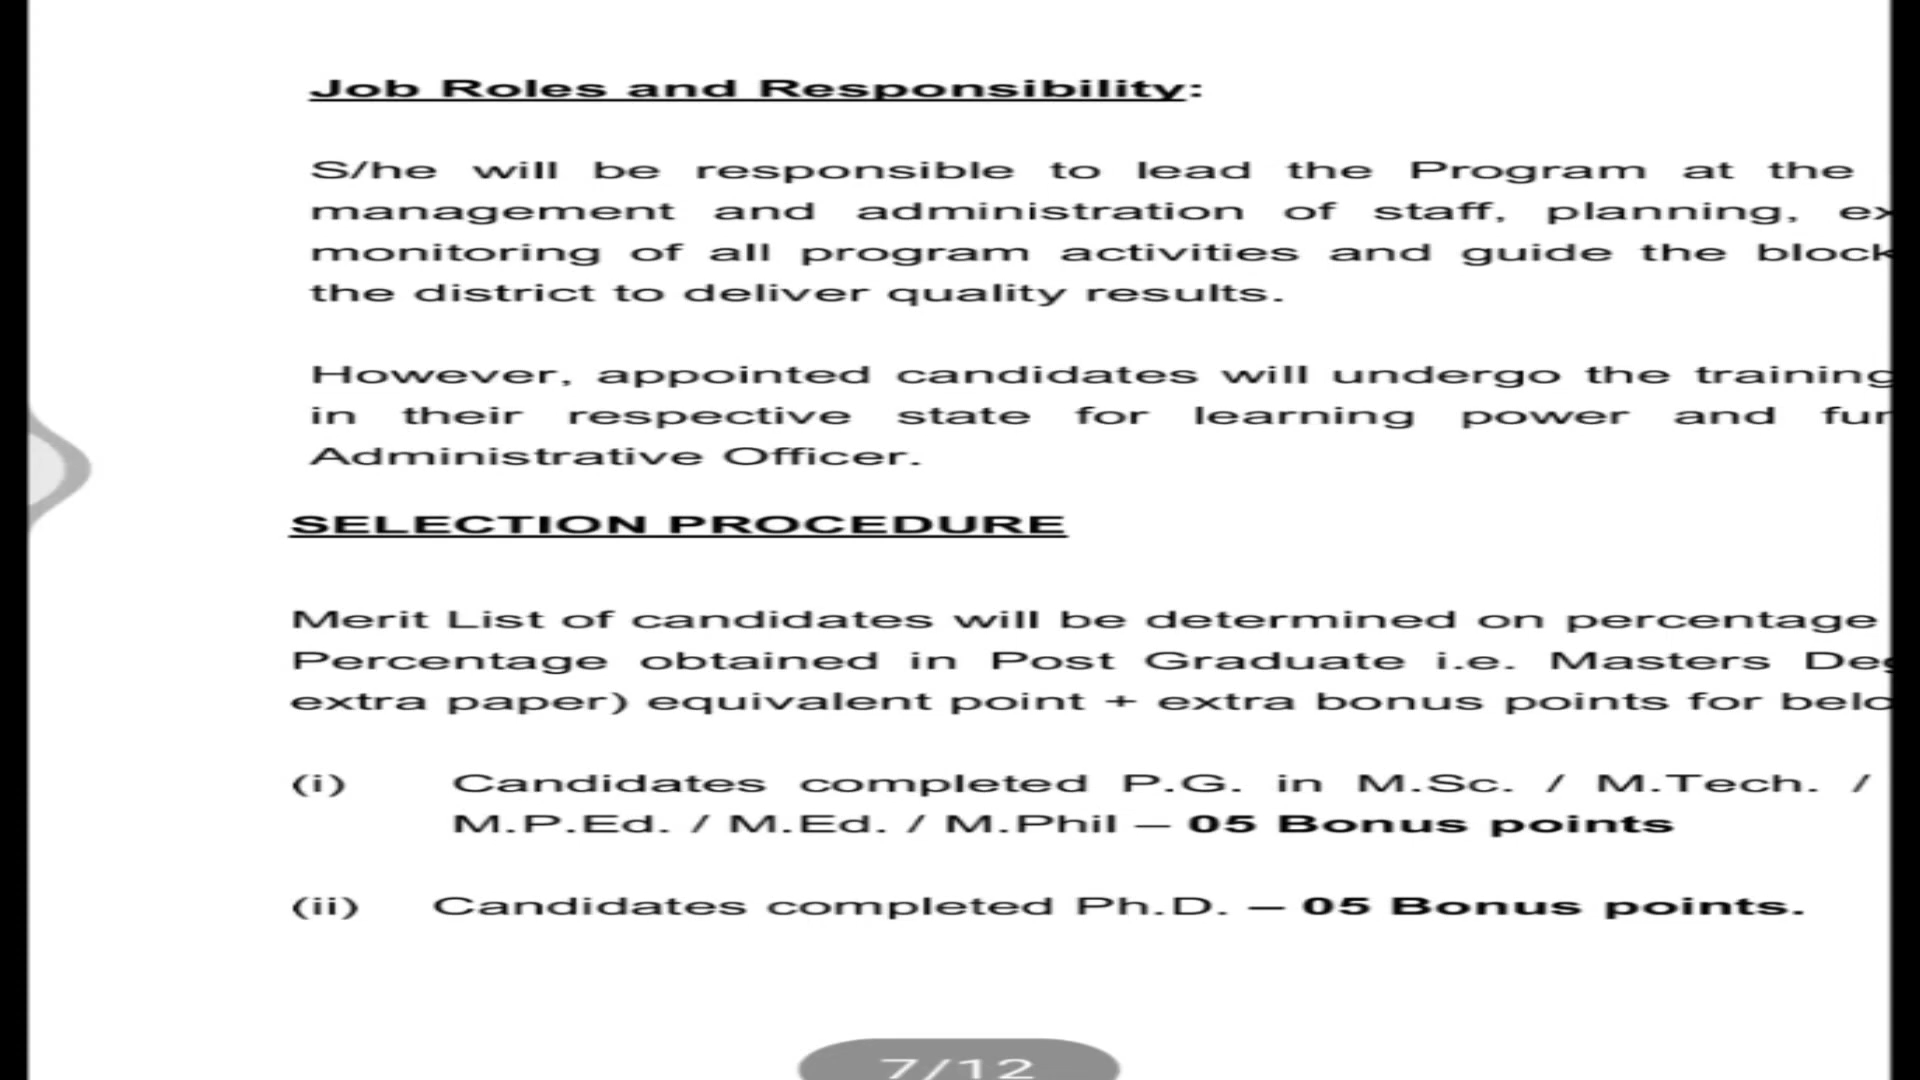 Job Roles and Responsibility:
S/he will be responsible to lead the Program at the
management and administration of staff, planning,
monitoring of all program activities and guide the block
the district to deliver quality results.
However, appointed candidates will undergo the training
in their respective state for learning power and
Administrative Officer.
SELECTION PROCEDURE
Merit List of candidates will be determined on percentage
Percentage obtained in Post Graduate i.e. Masters
extra paper) equivalent point + extra bonus points for
(i) Candidates completed P.G. in M.Sc. / M.Tech. /
M.P.Ed. / M.Ed. / M.Phil – 05 Bonus points
(ii) Candidates completed Ph.D. – 05 Bonus points.
7/12